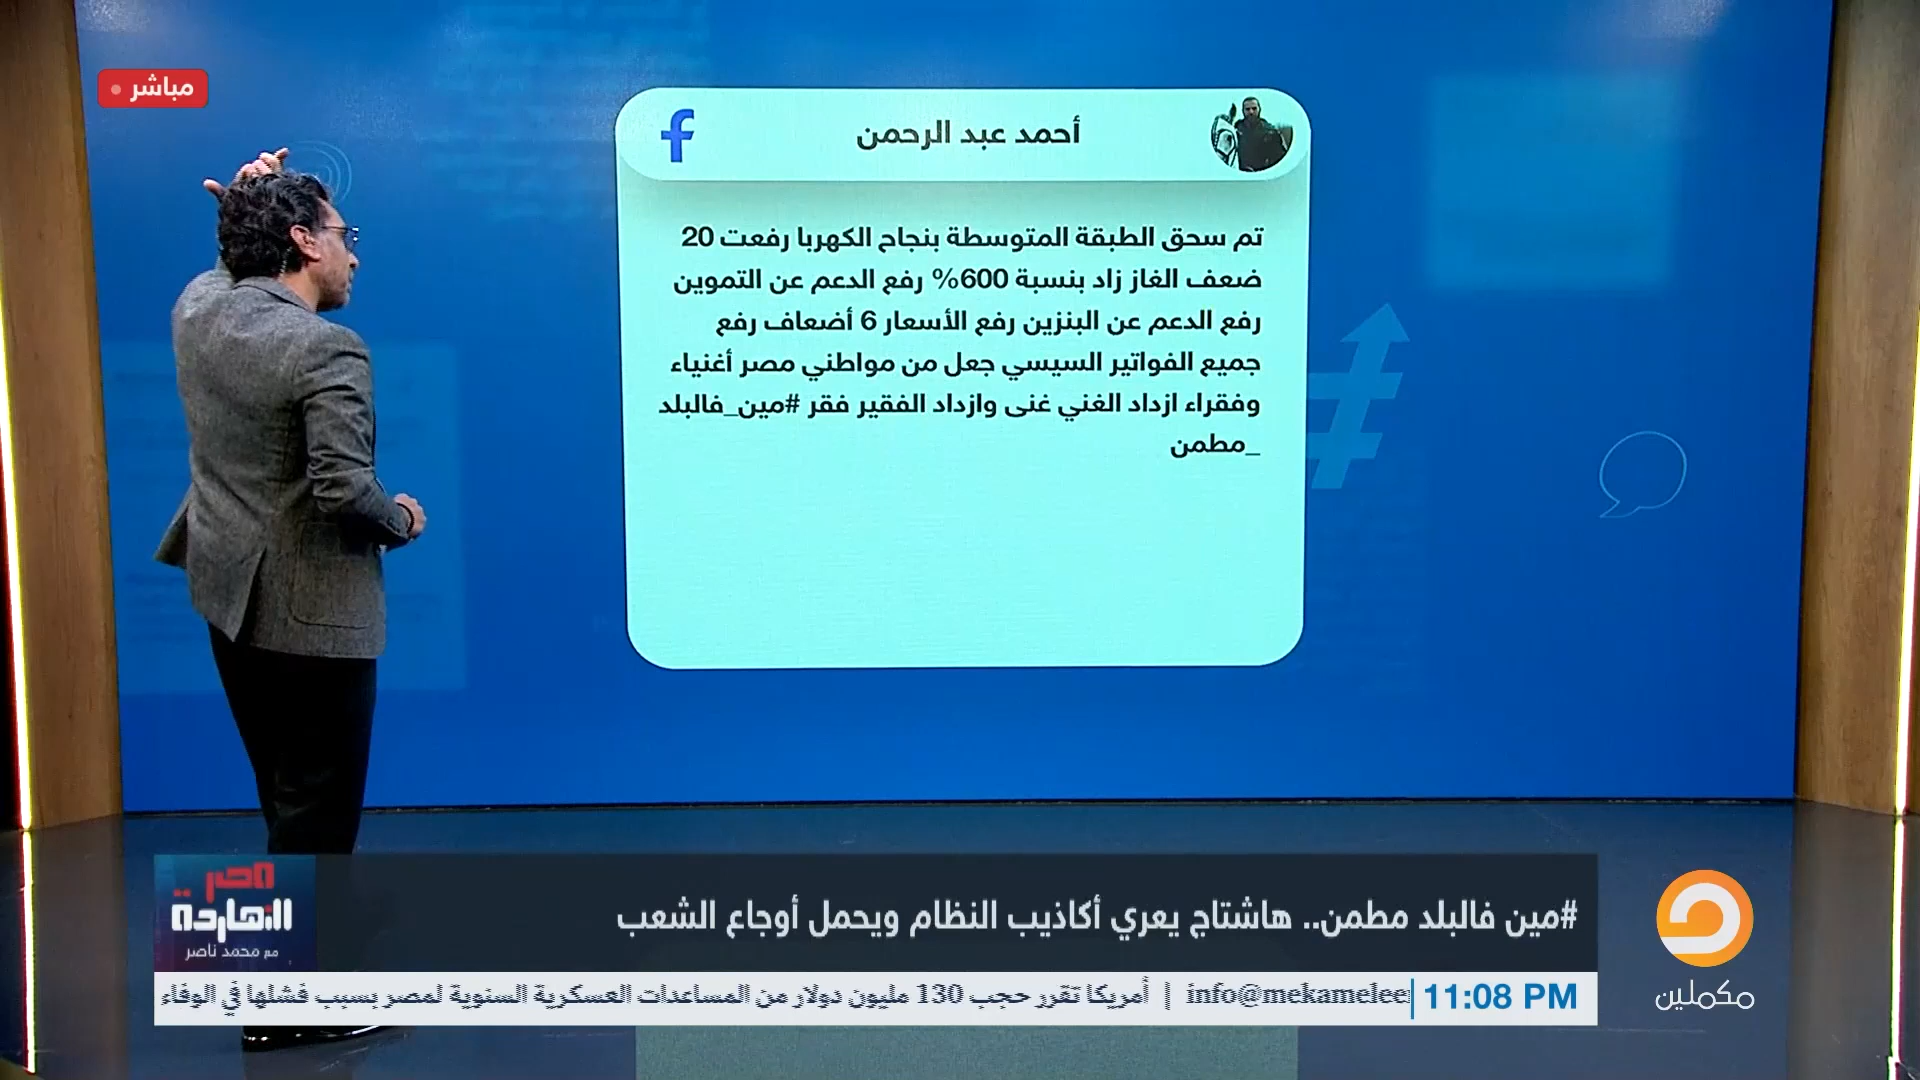 مباشر
أحمد عبد الرحمن
تم سحق الطبقة المتوسطة بنجاح الكهربا رفعت 20
ضعف الغاز زاد بنسبة 600% رفع الدعم عن التموين
رفع الدعم عن البنزين رفع الأسعار 6 أضعاف رفع
جميع الفواتير السيسي جعل من مواطني مصر أغنياء
وفقراء ازداد الغني غنى وازداد الفقير فقر #مين_فالبلد
_مطمن
مصر
النهاردة
مع محمد ناصر
#مين فالبلد مطمن.. هاشتاج يعري أكاذيب النظام ويحمل أوجاع الشعب
11:08 PM
info@mekamelee | أمريكا تقرر حجب 130 مليون دولار من المساعدات العسكرية السنوية لمصر بسبب فشلها في الوفاء
مكملين